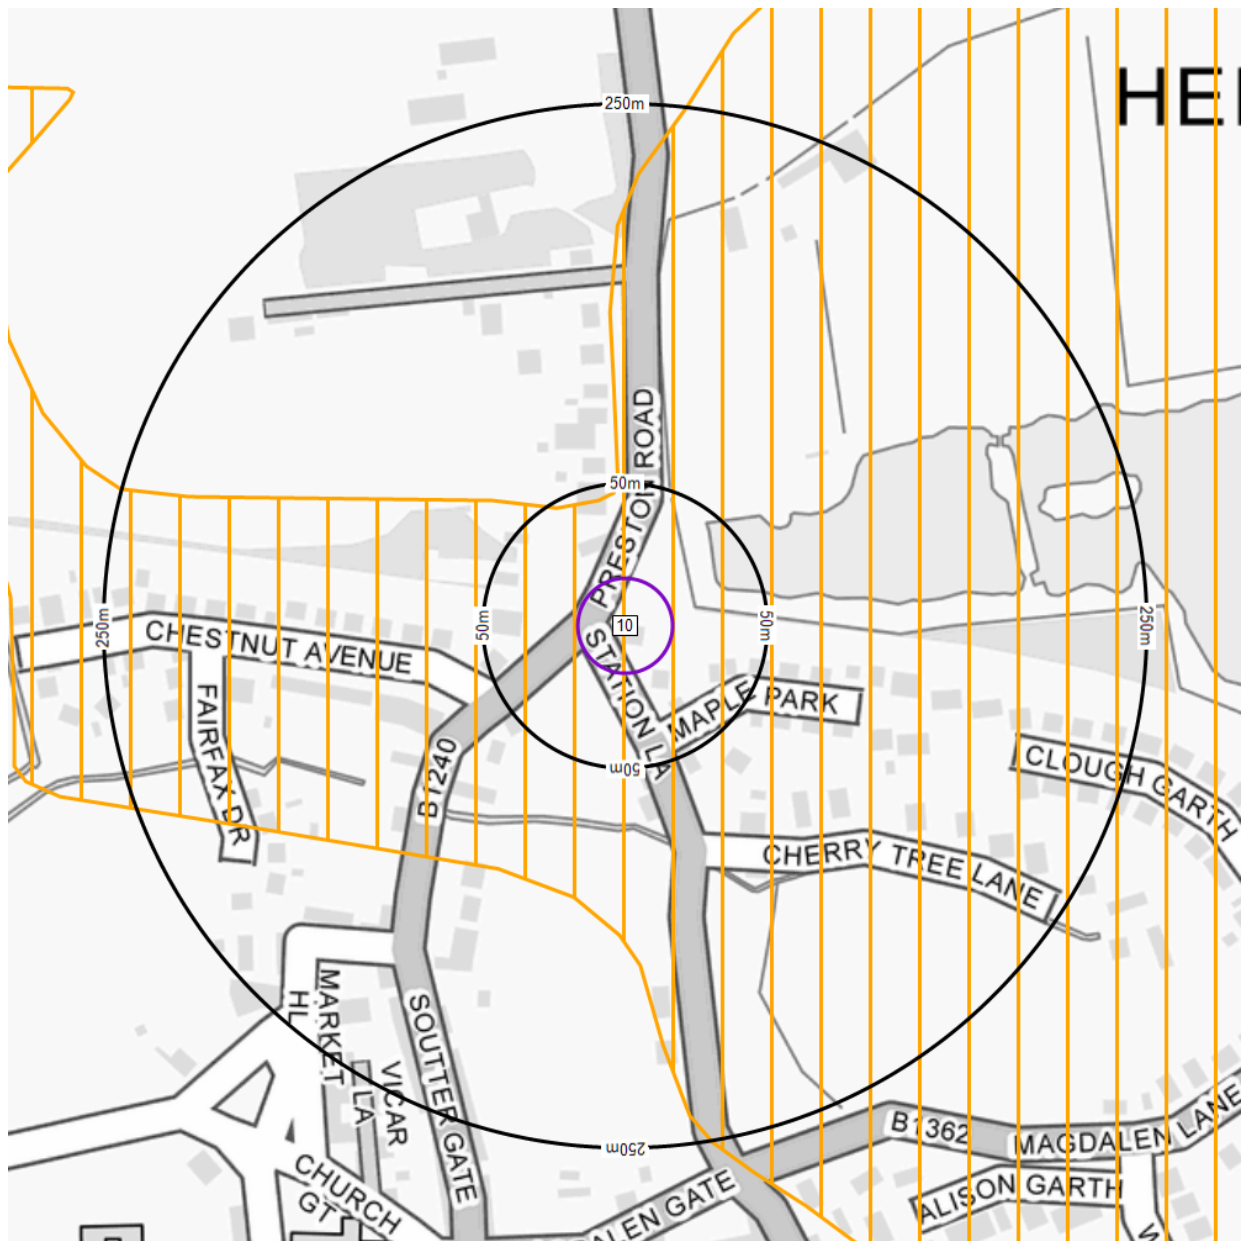 HE
250m
PRESTON ROAD
50m
10
50m
50m
250m
250m
CHESTNUT AVENUE
STATION LA
MAPLE PARK
FAIRFAX DR
B1240
50m
CLOUGH GARTH
CHERRY TREE LANE
MARKET
HL
SOUTTER GATE
VICAR
LA
250m
B1362
MAGDALEN LANE
CHURCH
GT
ALEN GATE
ALISON GARTH
W